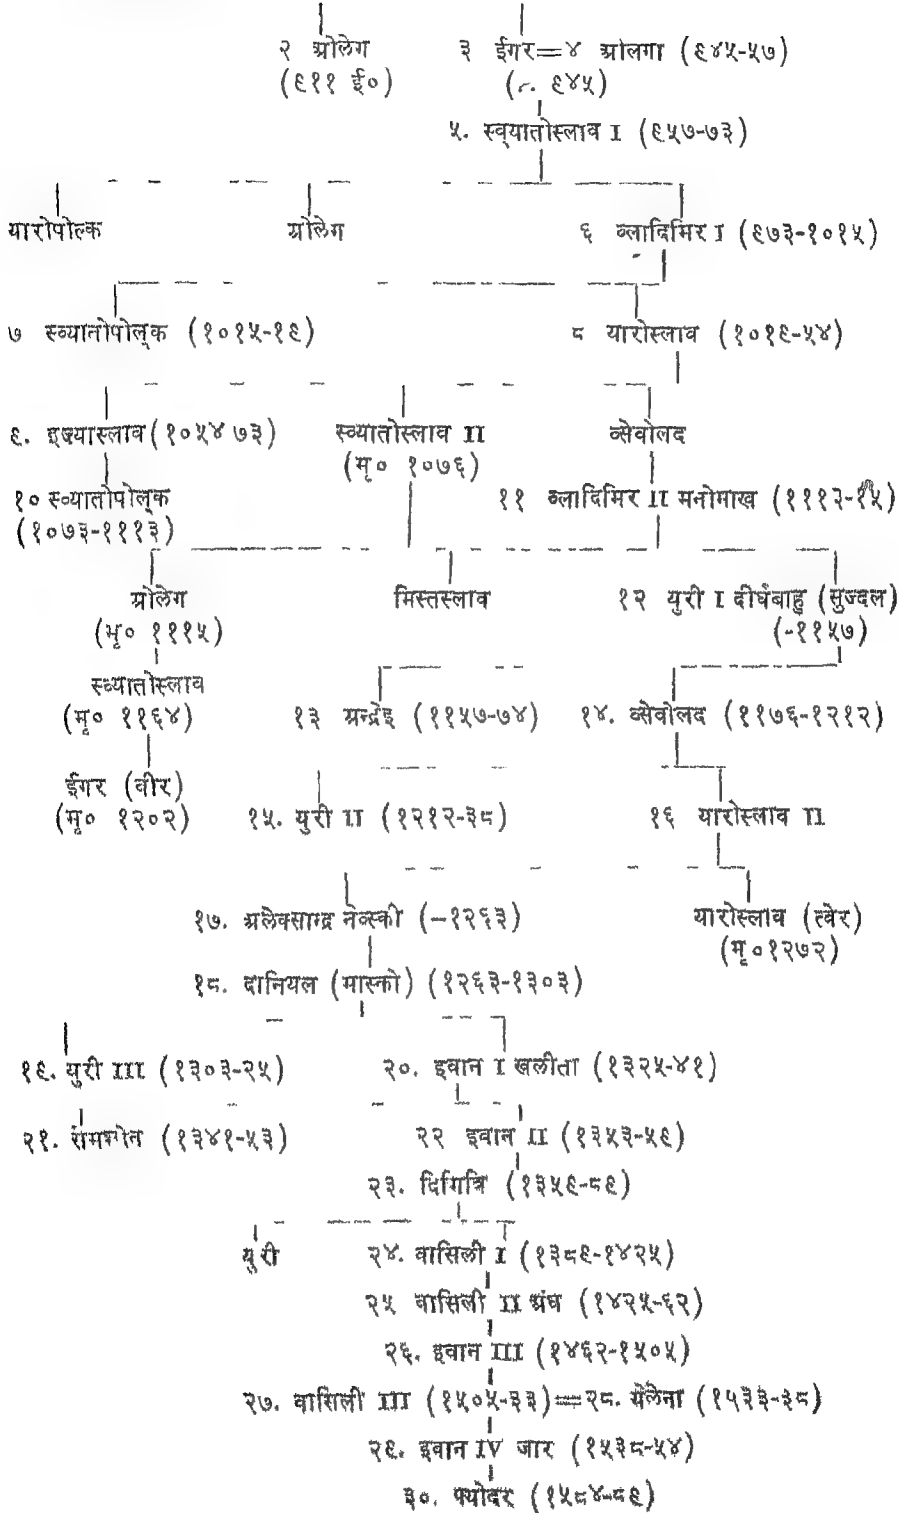 २ ओलेग ३ ईगर=४ ओलगा (९४५-५७)
(९११ ई०) ( ९४५)
५. स्व्यातोस्लाव I (९५७-७३)
यारोपोल्क ओलेग ६ व्लादिमिर I (९७३-१०१५)
७ स्व्यातोपोल्क (१०१५-१९) ८ यारोस्लाव (१०१९-५४)
९. इज्यास्लाव (१०५४ ७३) स्व्यातोस्लाव II व्सेवोलद
(मृ० १०७६)
१० स्व्यातोपोल्क ११ व्लादिमिर II मनोमाख (१११२-१५)
(१०७३-१११३)
ओलेग मिस्तस्लाव १२ युरी I दीर्घबाहु (सुज्दल)
(मृ० १११५) (-११५७)
स्व्यातोस्लाव
(मृ० ११६४) १३ अन्द्रेइ (११५७-७४) १४. व्सेवोलद (११७६-१२१२)
ईगर (वीर)
(मृ० १२०२) १५. युरी II (१२१२-३८) १६ यारोस्लाव II
१७. अलेक्सान्द्र नेव्स्की (-१२६३) यारोस्लाव (त्वेर)
(मृ०१२७२)
१८. दानियल (मास्को) (१२६३-१३०३)
१९. युरी III (१३०३-२५) २०. इवान I खलीता (१३२५-४१)
२१. (१३४१-५३) २२ इवान II (१३५३-५९)
२३. दिमित्रि (१३५९-८९)
युरी २४. वासिली I (१३८९-१४२५)
२५ वासिली II अंध (१४२५-६२)
२६. इवान III (१४६२-१५०५)
२७. वासिली III (१५०५-३३)=२८. येलेना (१५३३-३८)
२९. इवान IV जार (१५३८-५४)
३०. फ्योदर (१५८४-८९)